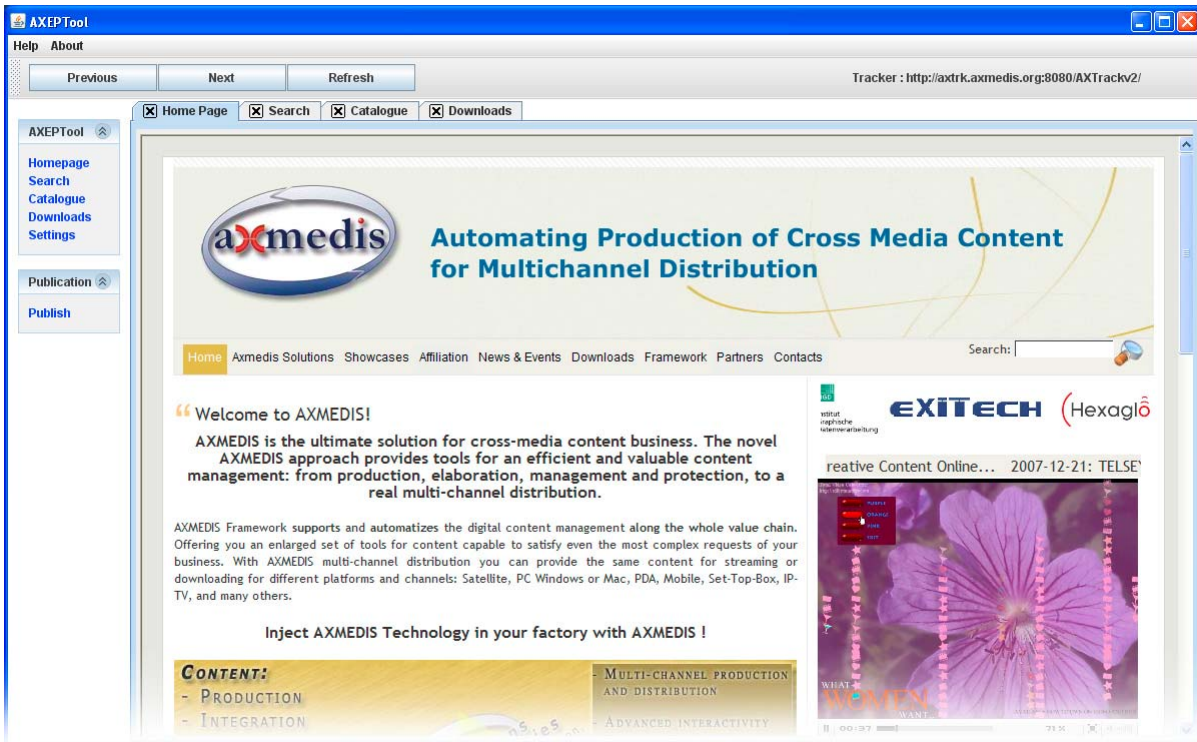 AXEPTool
Help About
Previous Next Refresh
Tracker : http://axtrk.axmedis.org:8080/AXTrackv2/
Home Page Search Catalogue Downloads
AXEPTool
Homepage
Search
Catalogue
Downloads
Settings
Publication
Publish
axmedis
Automating Production of Cross Media Content
for Multichannel Distribution
Home Axmedis Solutions Showcases Affiliation News & Events Downloads Framework Partners Contacts
Search:
“ Welcome to AXMEDIS!
AXMEDIS is the ultimate solution for cross-media content business. The novel
AXMEDIS approach provides tools for an efficient and valuable content
management: from production, elaboration, management and protection, to a
real multi-channel distribution.
AXMEDIS Framework supports and automatizes the digital content management along the whole value chain.
Offering you an enlarged set of tools for content capable to satisfy even the most complex requests of your
business. With AXMEDIS multi-channel distribution you can provide the same content for streaming or
downloading for different platforms and channels: Satellite, PC Windows or Mac, PDA, Mobile, Set-Top-Box, IP-
TV, and many others.
Inject AXMEDIS Technology in your factory with AXMEDIS !
CONTENT:
- PRODUCTION
- INTEGRATION
- MULTI-CHANNEL PRODUCTION
AND DISTRIBUTION
- ADVANCED INTERACTIVITY
EXITECH
Hexaglo
reative Content Online... 2007-12-21: TELSEY
PURPLE
ORANGE
PINK
EXIT
WHAT
WOMEN
WANT
00:37 71%